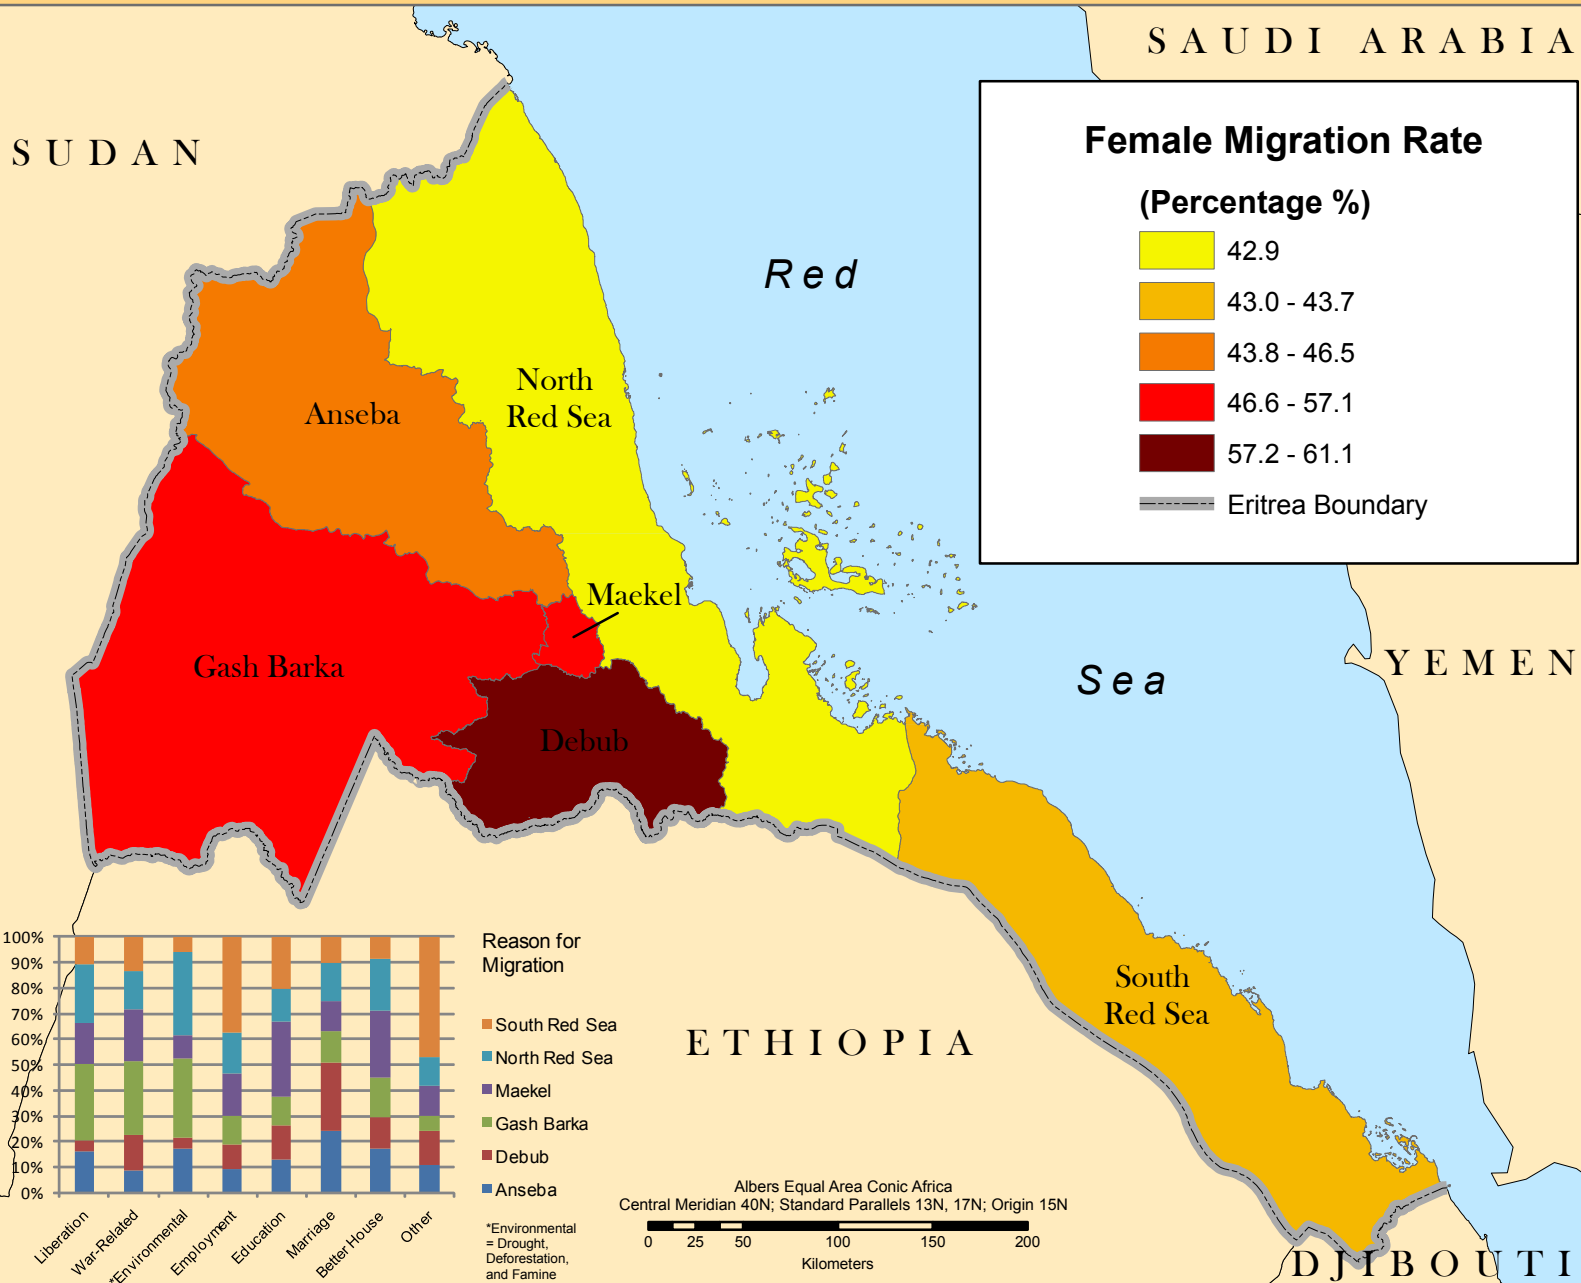 SAUDI ARABIA
SUDAN
Female Migration Rate
(Percentage %)
42.9
43.0 - 43.7
43.8 - 46.5
46.6 - 57.1
57.2 - 61.1
Eritrea Boundary
Red
Sea
North
Red Sea
Anseba
Maekel
Gash Barka
Debub
YEMEN
South
Red Sea
ETHIOPIA
DJIBOUTI
100%
90%
80%
70%
60%
50%
40%
30%
20%
10%
0%
Liberation
War-Related
*Environmental
Employment
Education
Marriage
Better House
Other
Reason for
Migration
South Red Sea
North Red Sea
Maekel
Gash Barka
Debub
Anseba
*Environmental
= Drought,
Deforestation,
and Famine
Albers Equal Area Conic Africa
Central Meridian 40N; Standard Parallels 13N, 17N; Origin 15N
0 25 50 100 150 200
Kilometers